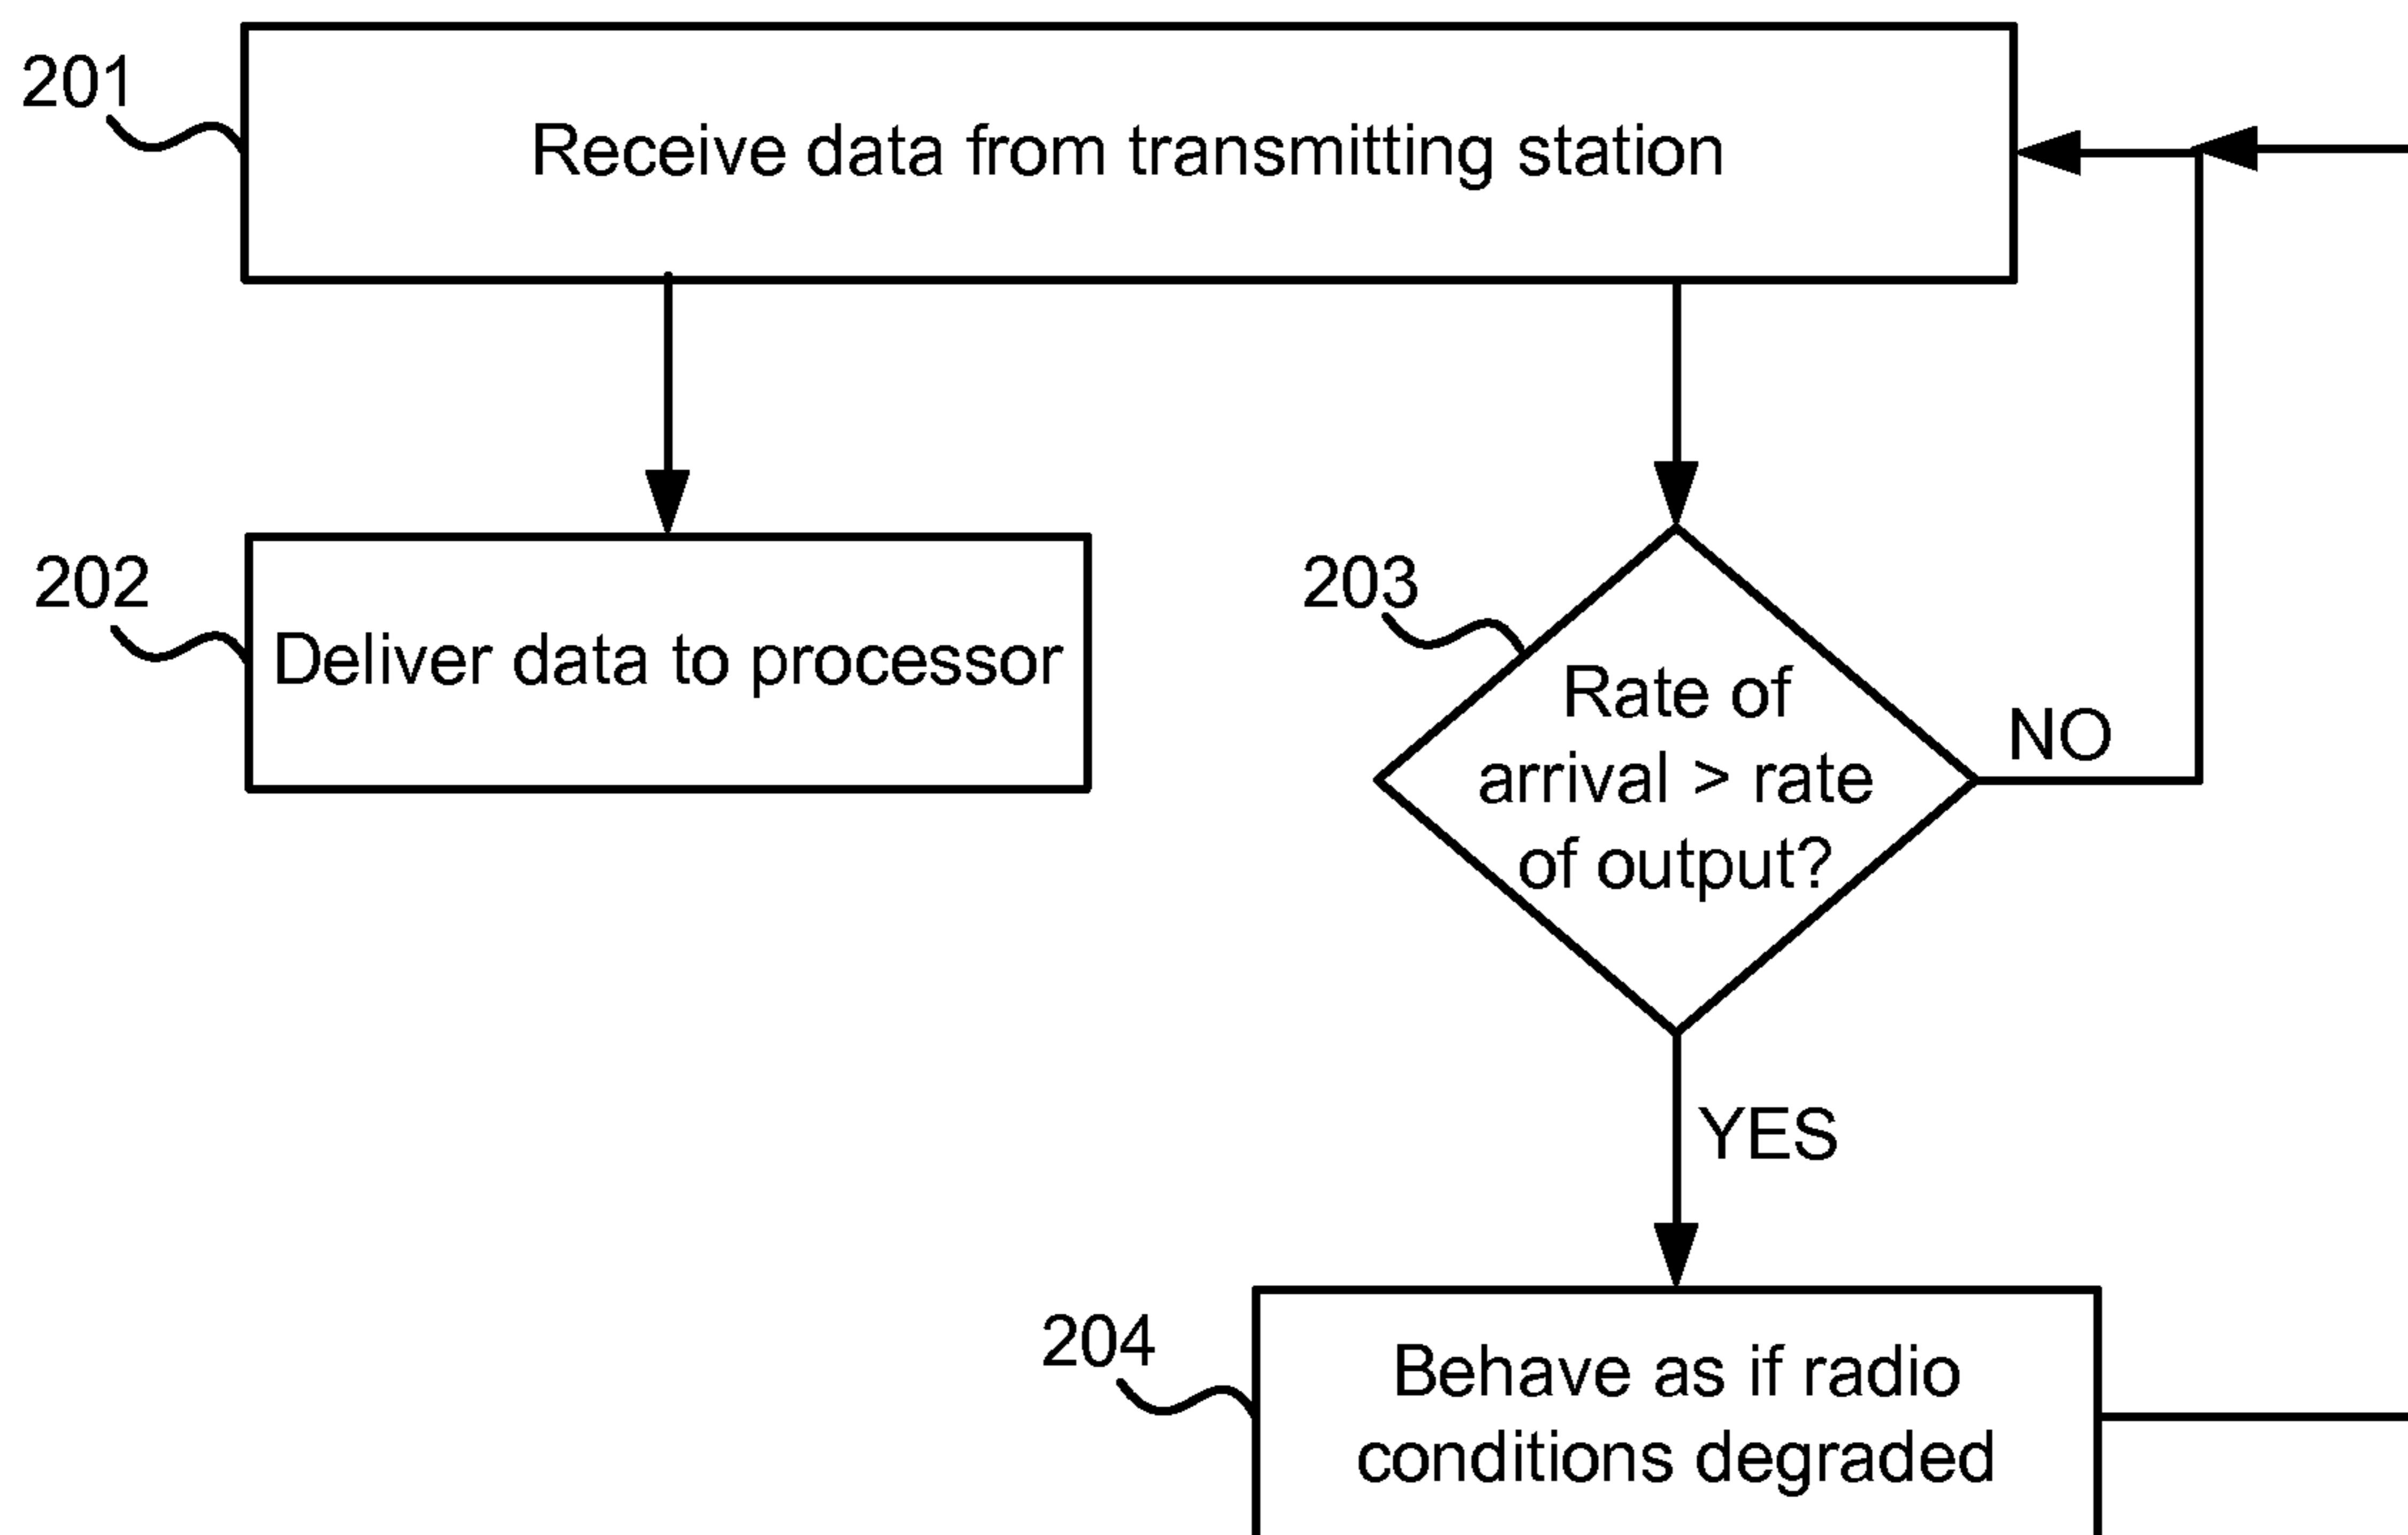 201
Receive data from transmitting station
202
Deliver data to processor
203
Rate of
arrival > rate
of output?
NO
YES
204
Behave as if radio
conditions degraded